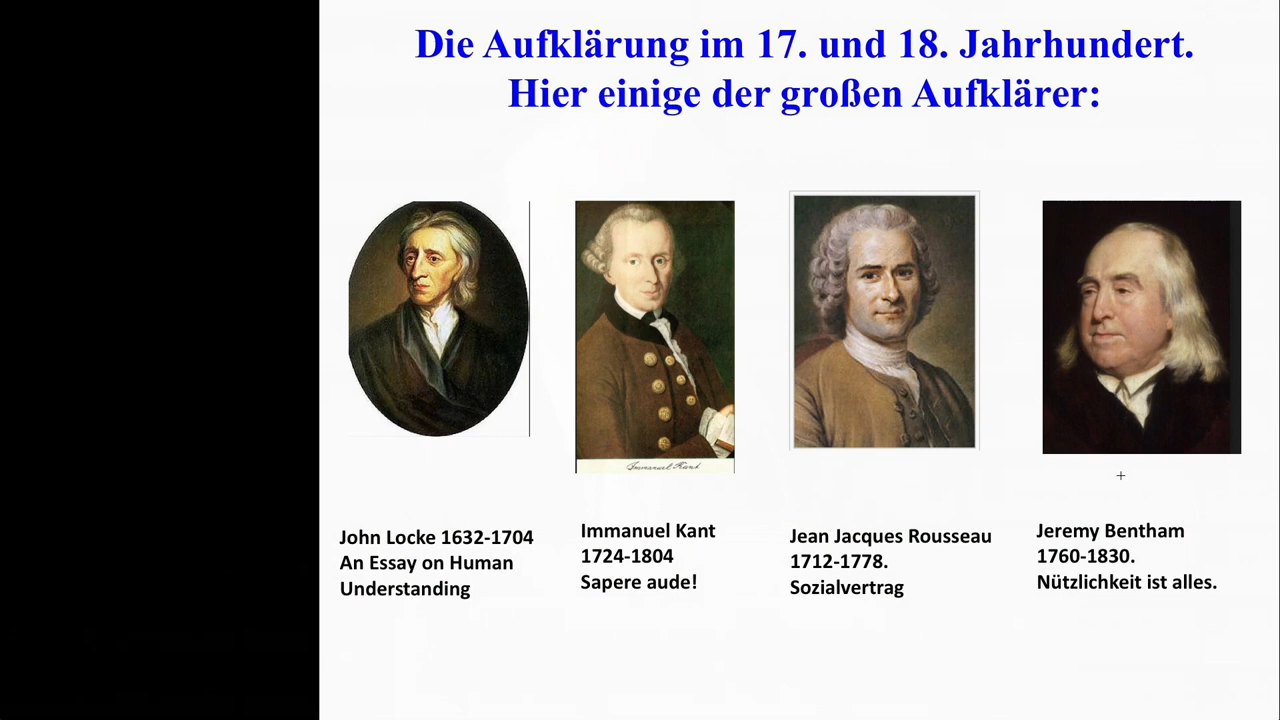 Die Aufklärung im 17. und 18. Jahrhundert.
Hier einige der großen Aufklärer:
Immanuel Kant
John Locke 1632-1704
An Essay on Human
Understanding
Immanuel Kant
1724-1804
Sapere aude!
Jean Jacques Rousseau
1712-1778.
Sozialvertrag
Jeremy Bentham
1760-1830.
Nützlichkeit ist alles.